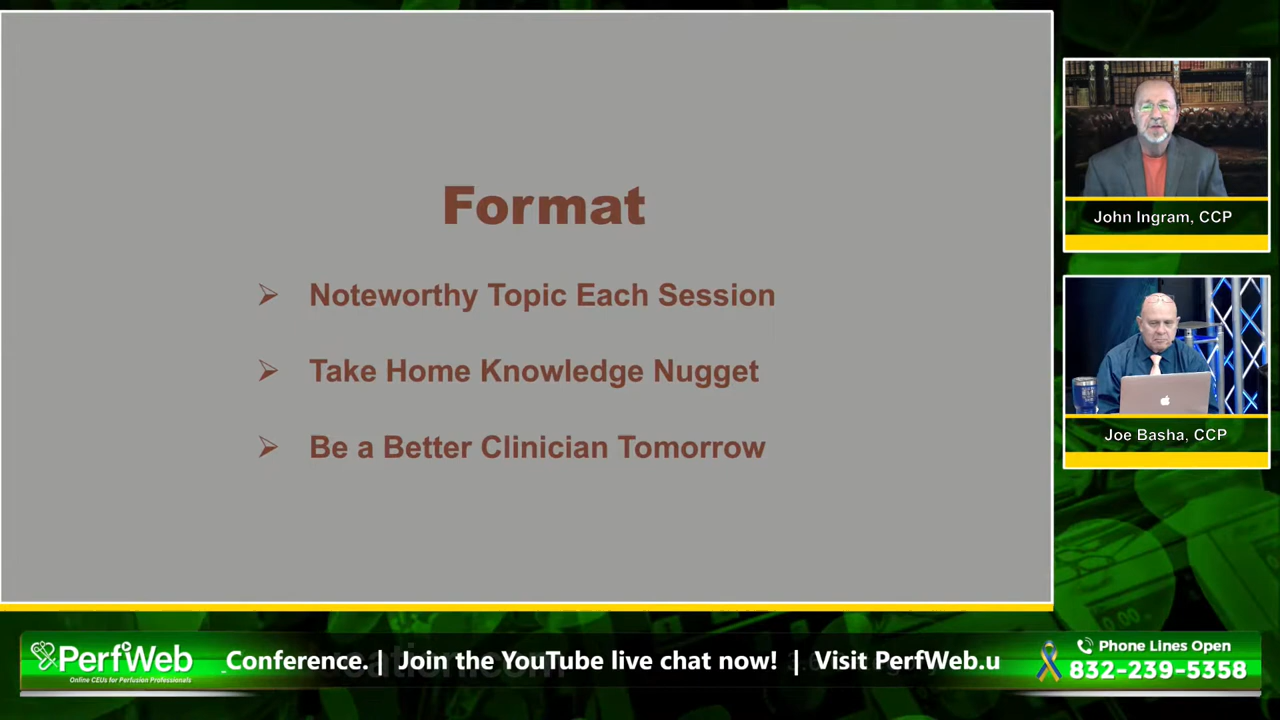 Format
Noteworthy Topic Each Session
Take Home Knowledge Nugget
Be a Better Clinician Tomorrow
John Ingram, CCP
Joe Basha, CCP
PerfWeb
Online CEUs for Perfusion Professionals
Conference. | Join the YouTube live chat now! | Visit PerfWeb.u
Phone Lines Open
832-239-5358